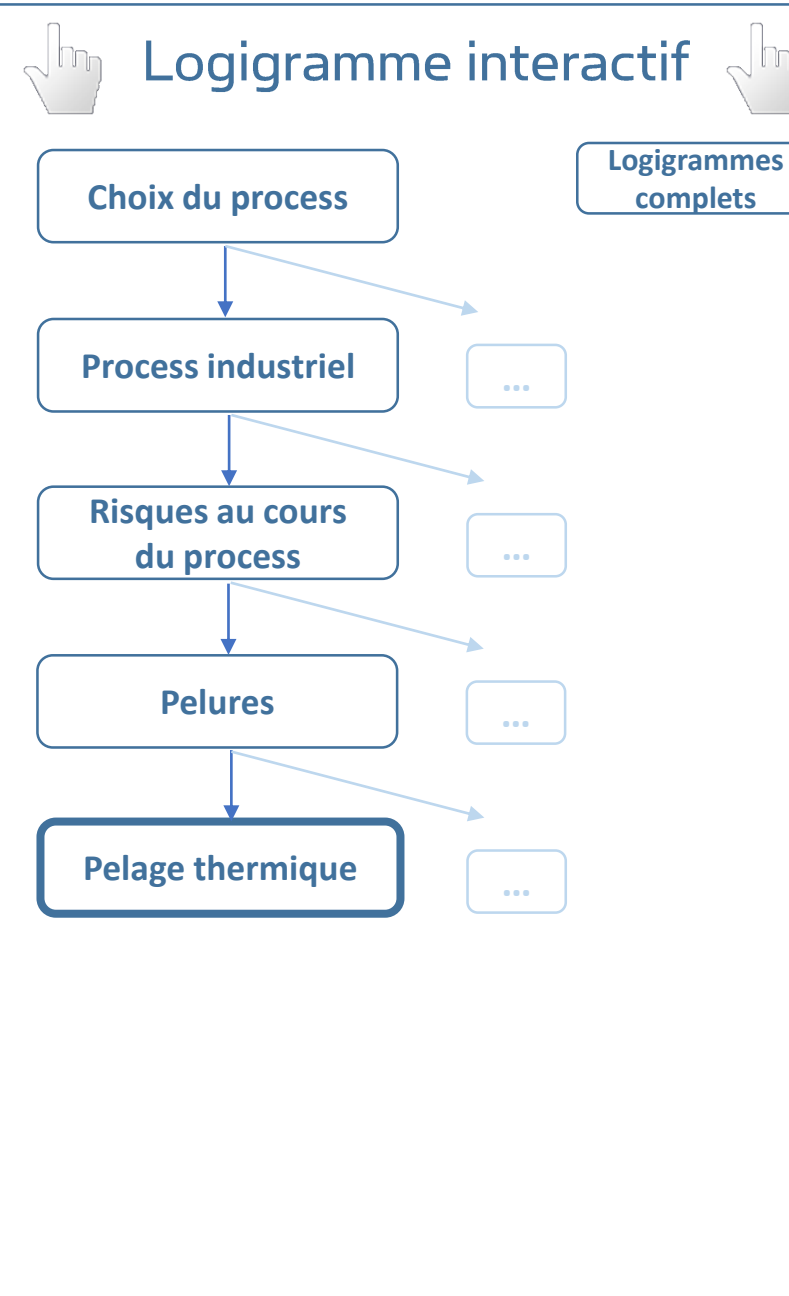 Logigramme interactif
Choix du process
Logigrammes
complets
Process industriel
...
Risques au cours
du process
...
Pelures
...
Pelage thermique
...